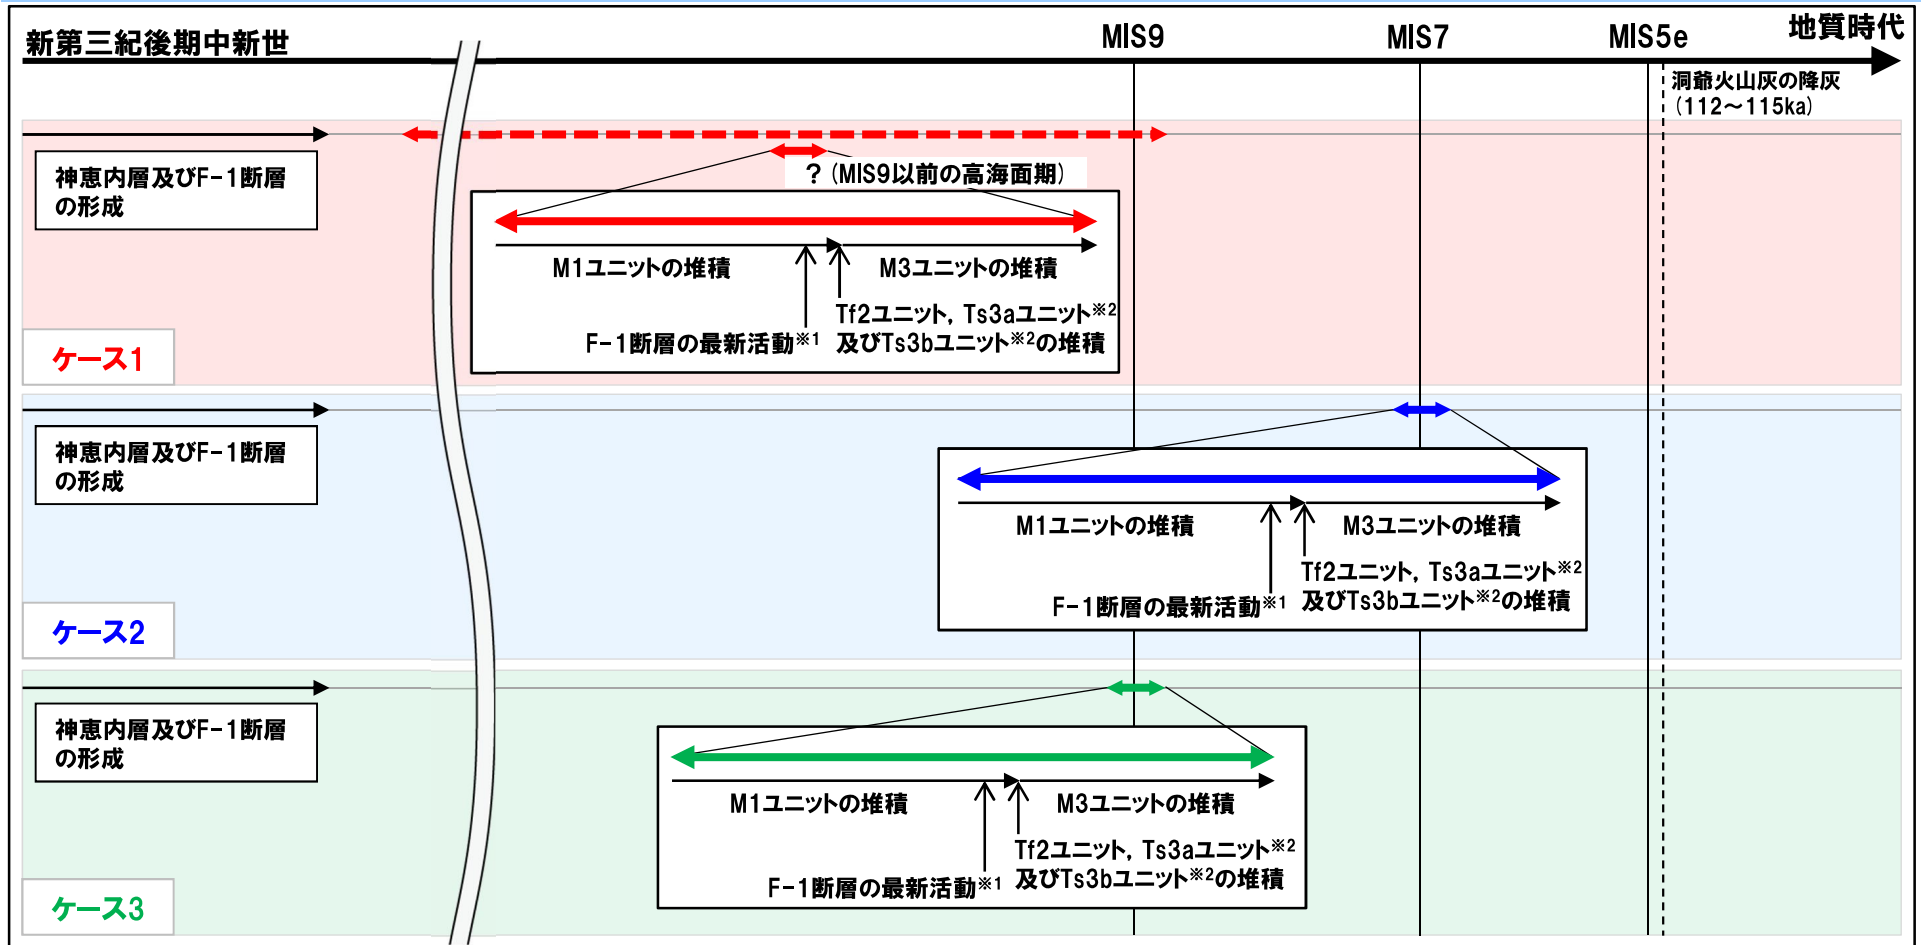 新第三紀後期中新世
MIS9
MIS7
MIS5e
地質時代
洞爺火山灰の降灰
(112~115ka)
神恵内層及びF-1断層
の形成
?(MIS9以前の高海面期)
M1ユニットの堆積
M3ユニットの堆積
Tf2ユニット, Ts3aユニット※2
F-1断層の最新活動※1
及びTs3bユニット※2の堆積
ケース1
神恵内層及びF-1断層
の形成
M1ユニットの堆積
M3ユニットの堆積
Tf2ユニット, Ts3aユニット※2
F-1断層の最新活動※1
及びTs3bユニット※2の堆積
ケース2
神恵内層及びF-1断層
の形成
M1ユニットの堆積
M3ユニットの堆積
Tf2ユニット, Ts3aユニット※2
F-1断層の最新活動※1
及びTs3bユニット※2の堆積
ケース3